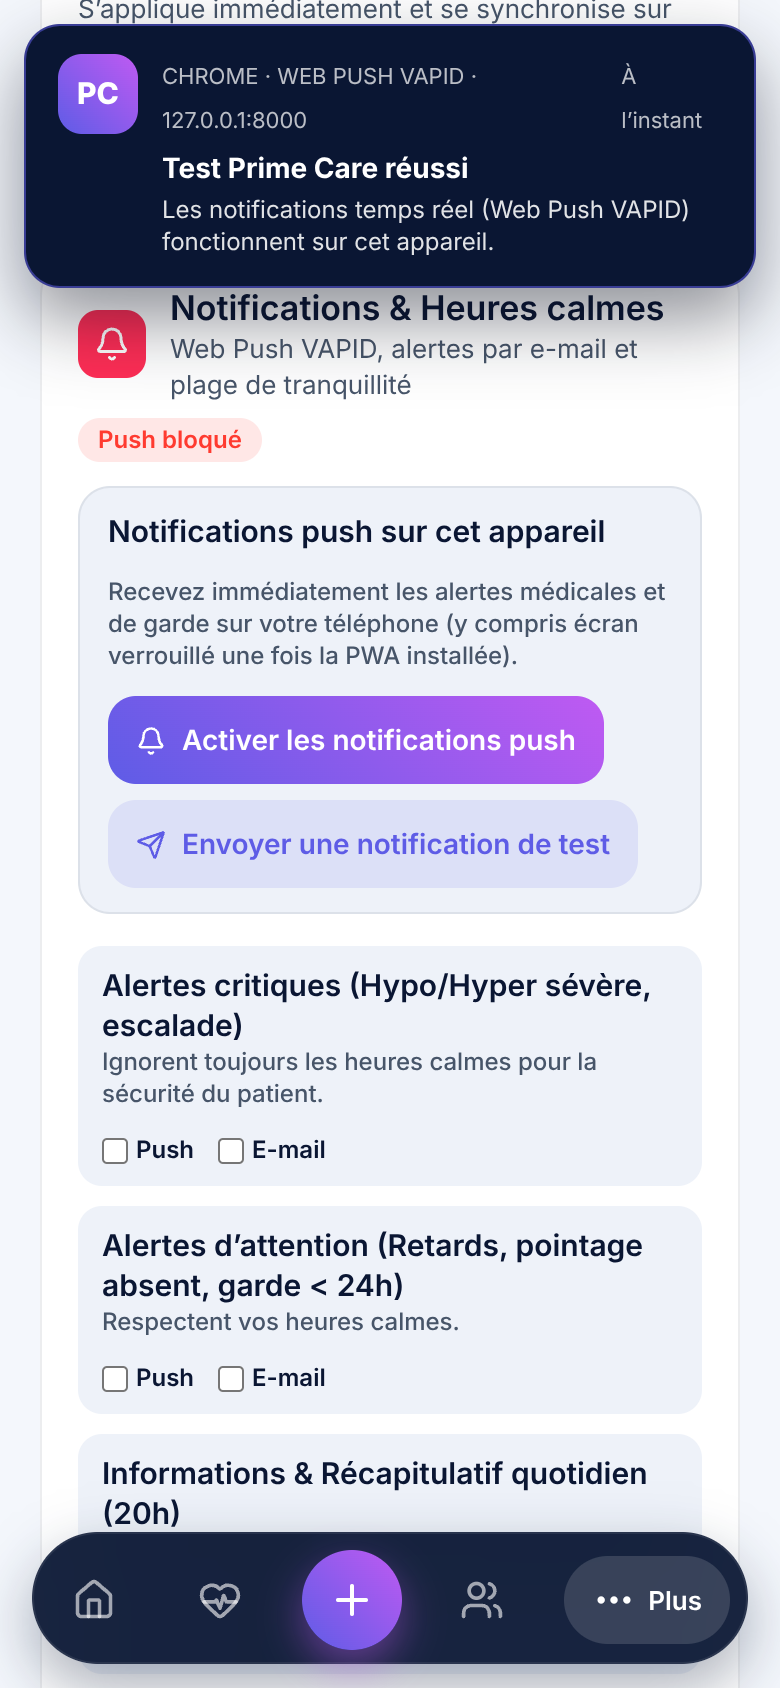 S’applique immédiatement et se synchronise sur
PC
CHROME · WEB PUSH VAPID ·
127.0.0.1:8000
À
l’instant
Test Prime Care réussi
Les notifications temps réel (Web Push VAPID)
fonctionnent sur cet appareil.
Notifications & Heures calmes
Web Push VAPID, alertes par e-mail et
plage de tranquillité
Push bloqué
Notifications push sur cet appareil
Recevez immédiatement les alertes médicales et
de garde sur votre téléphone (y compris écran
verrouillé une fois la PWA installée).
Activer les notifications push
Envoyer une notification de test
Alertes critiques (Hypo/Hyper sévère,
escalade)
Ignorent toujours les heures calmes pour la
sécurité du patient.
Push E-mail
Alertes d’attention (Retards, pointage
absent, garde < 24h)
Respectent vos heures calmes.
Push E-mail
Informations & Récapitulatif quotidien
(20h)
Plus